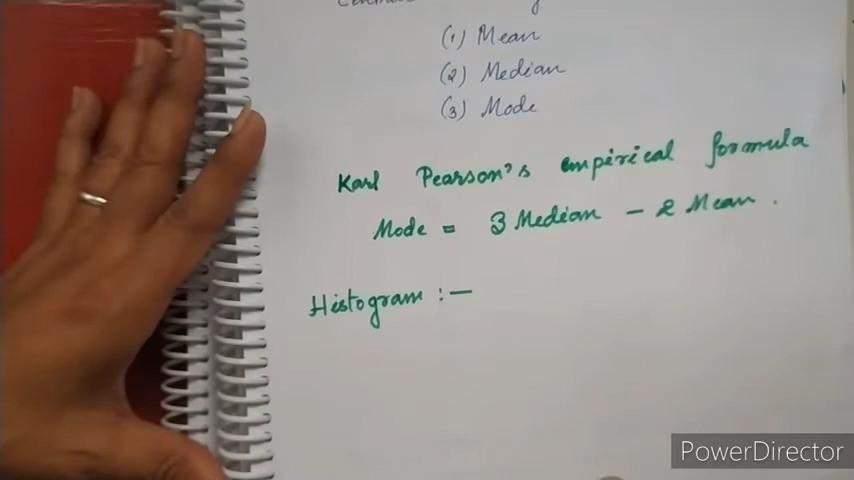 (1) Mean
(2) Median
(3) Mode
Karl Pearson's empirical formula
Mode = 3 Median - 2 Mean.
Histogram :-
PowerDirector